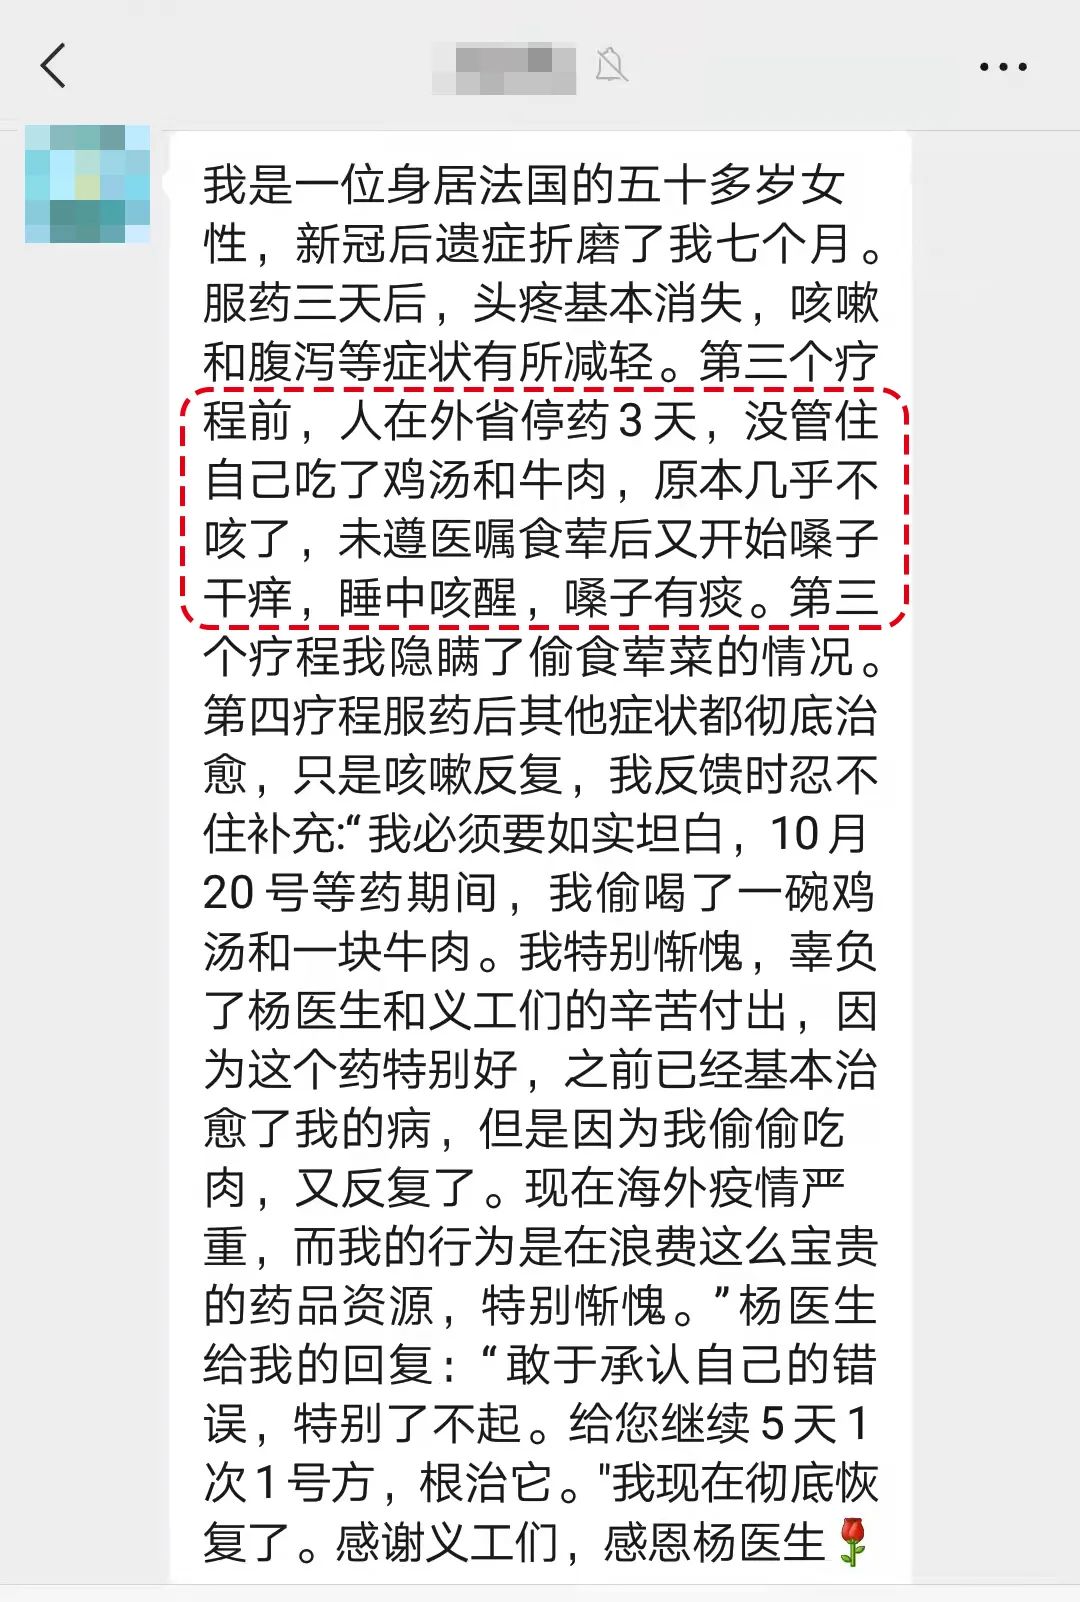 我是一位身居法国的五十多岁女
性，新冠后遗症折磨了我七个月。
服药三天后，头疼基本消失，咳嗽
和腹泻等症状有所减轻。第三个疗
程前，人在外省停药3天，没管住
自己吃了鸡汤和牛肉，原本几乎不
咳了，未遵医嘱食荤后又开始嗓子
干痒，睡中咳醒，嗓子有痰。第三
个疗程我隐瞒了偷食荤菜的情况。
第四疗程服药后其他症状都彻底治
愈，只是咳嗽反复，我反馈时忍不
住补充:“我必须要如实坦白，10月
20号等药期间，我偷喝了一碗鸡
汤和一块牛肉。我特别惭愧，辜负
了杨医生和义工们的辛苦付出，因
为这个药特别好，之前已经基本治
愈了我的病，但是因为我偷偷吃
肉，又反复了。现在海外疫情严
重，而我的行为是在浪费这么宝贵
的药品资源，特别惭愧。”杨医生
给我的回复：“敢于承认自己的错
误，特别了不起。给您继续5天1
次1号方，根治它。"我现在彻底恢
复了。感谢义工们，感恩杨医生🌹